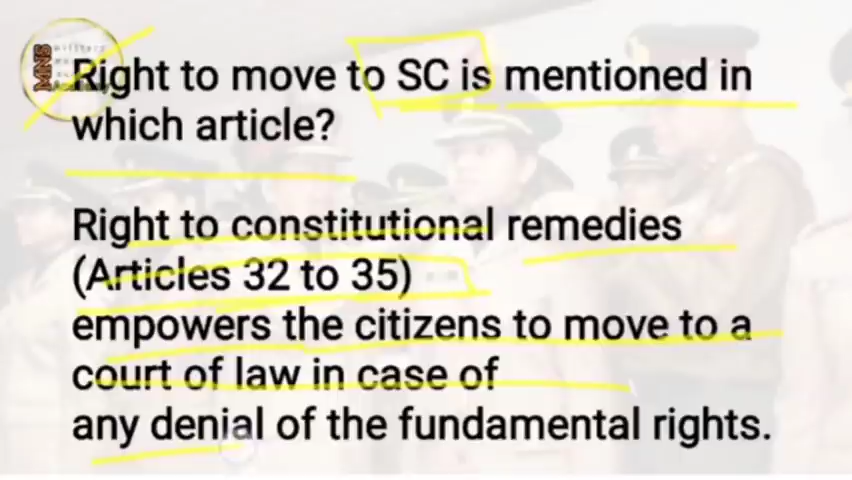 MNS
Right to move to SC is mentioned in
which article?
Right to constitutional remedies
(Articles 32 to 35)
empowers the citizens to move to a
court of law in case of
any denial of the fundamental rights.